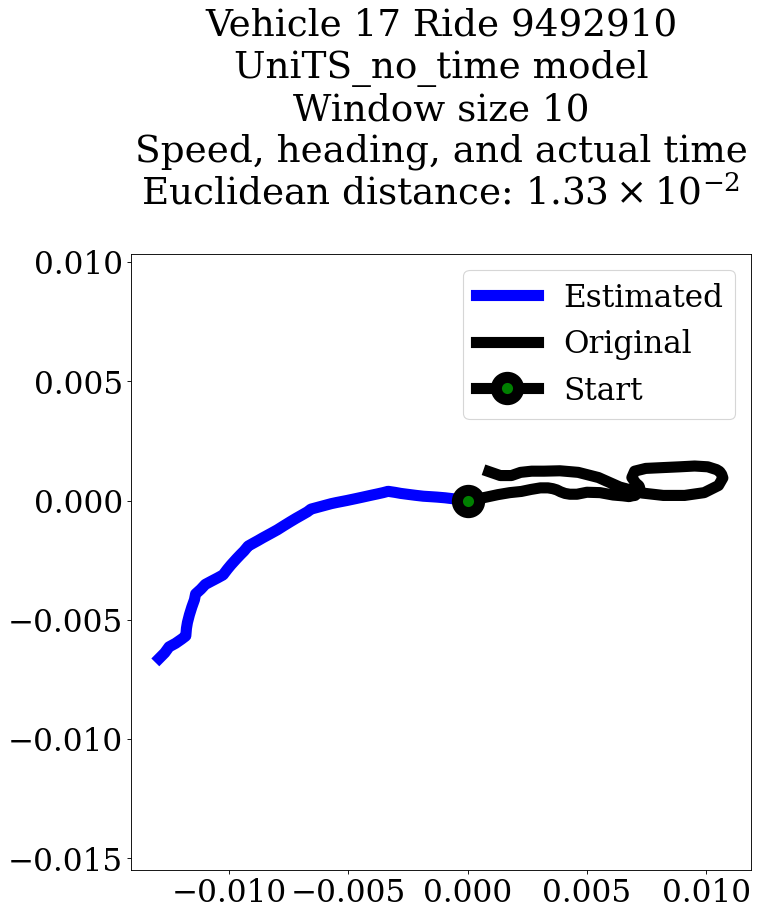 Vehicle 17 Ride 9492910
UniTS_no_time model
Window size 10
Speed, heading, and actual time
Euclidean distance: 1.33 × 10⁻²
Estimated
Original
Start
0.010
0.005
0.000
−0.005
−0.010
−0.015
−0.010 −0.005 0.000 0.005 0.010